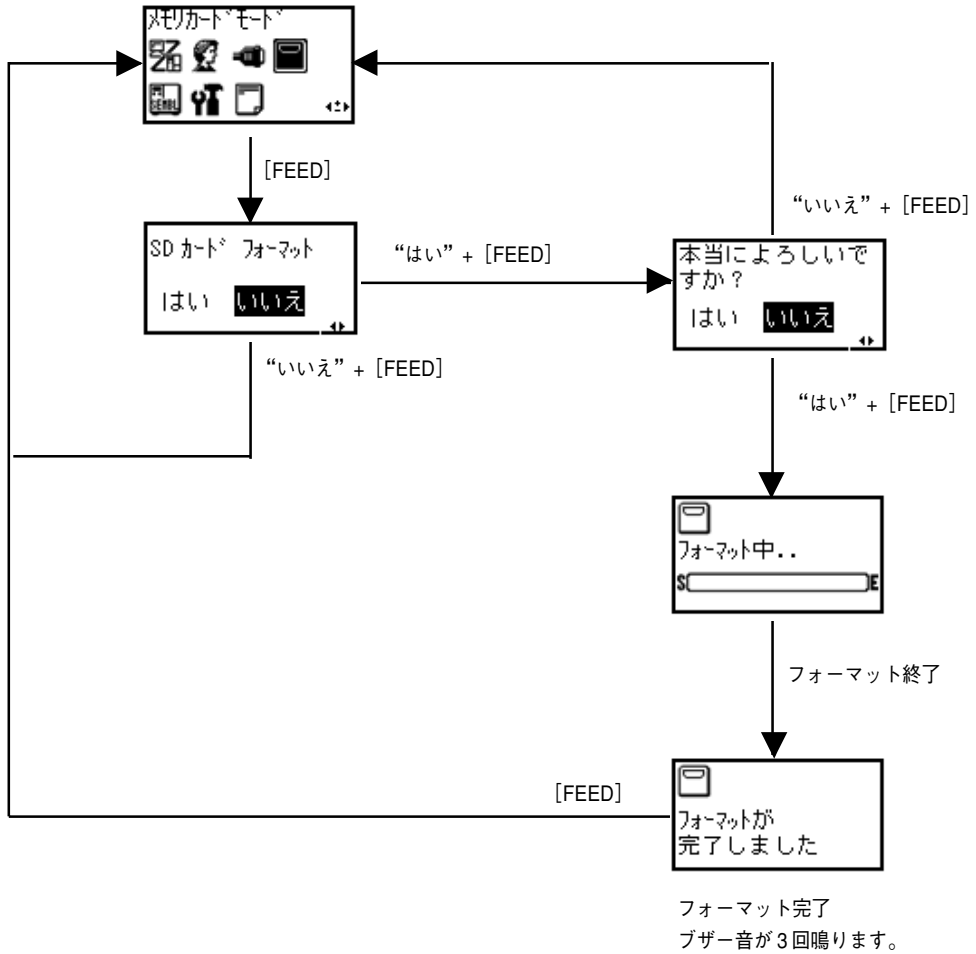 メモリカードモード
SEMBL
[FEED]
“いいえ” + [FEED]
SD カード フォーマット
はい いいえ
“はい” + [FEED]
本当によろしいで
すか？
はい いいえ
“いいえ” + [FEED]
“はい” + [FEED]
フォーマット中..
S E
フォーマット終了
[FEED]
フォーマットが
完了しました
フォーマット完了
ブザー音が3回鳴ります。